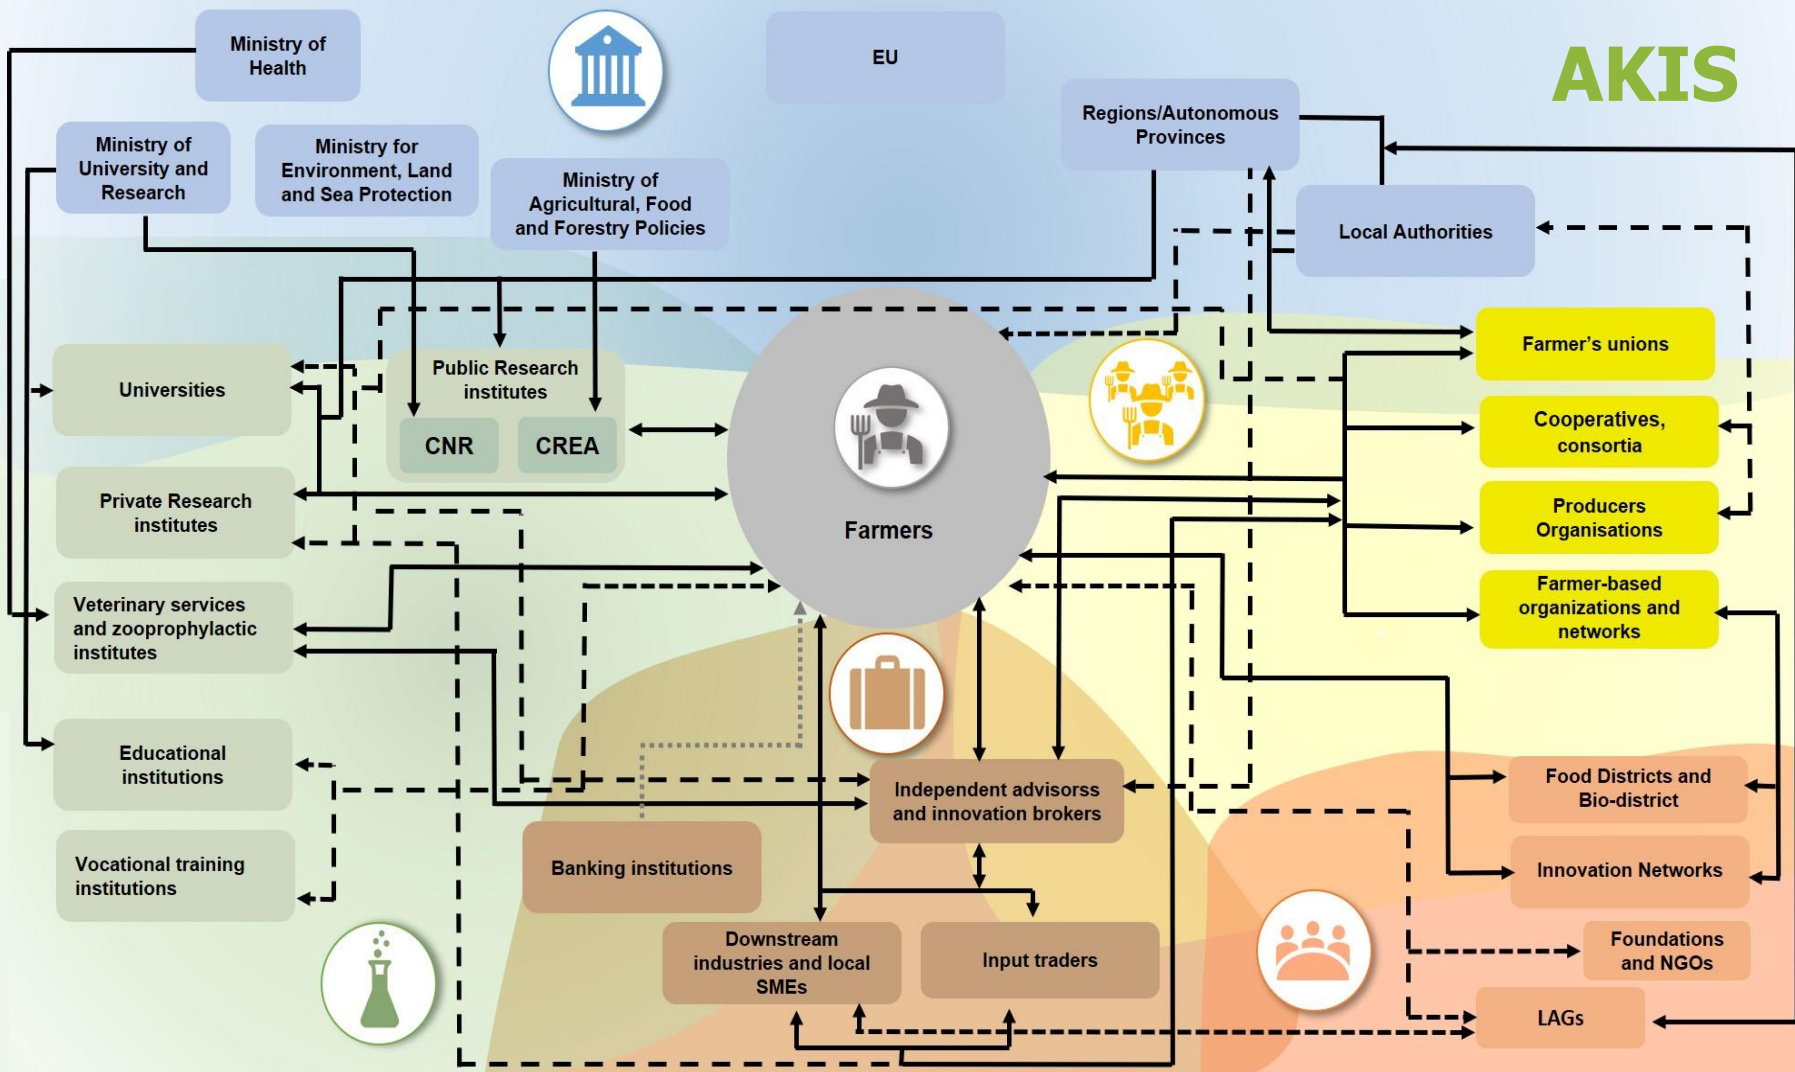 Ministry of
Health
EU
AKIS
Regions/Autonomous
Provinces
Ministry of
University and
Research
Ministry for
Environment, Land
and Sea Protection
Ministry of
Agricultural, Food
and Forestry Policies
Local Authorities
Universities
Public Research
institutes
CNR
CREA
Farmers
Farmer’s unions
Cooperatives,
consortia
Private Research
institutes
Producers
Organisations
Veterinary services
and zooprophylactic
institutes
Farmer-based
organizations and
networks
Educational
institutions
Independent advisorss
and innovation brokers
Food Districts and
Bio-district
Vocational training
institutions
Banking institutions
Innovation Networks
Downstream
industries and local
SMEs
Input traders
Foundations
and NGOs
LAGs